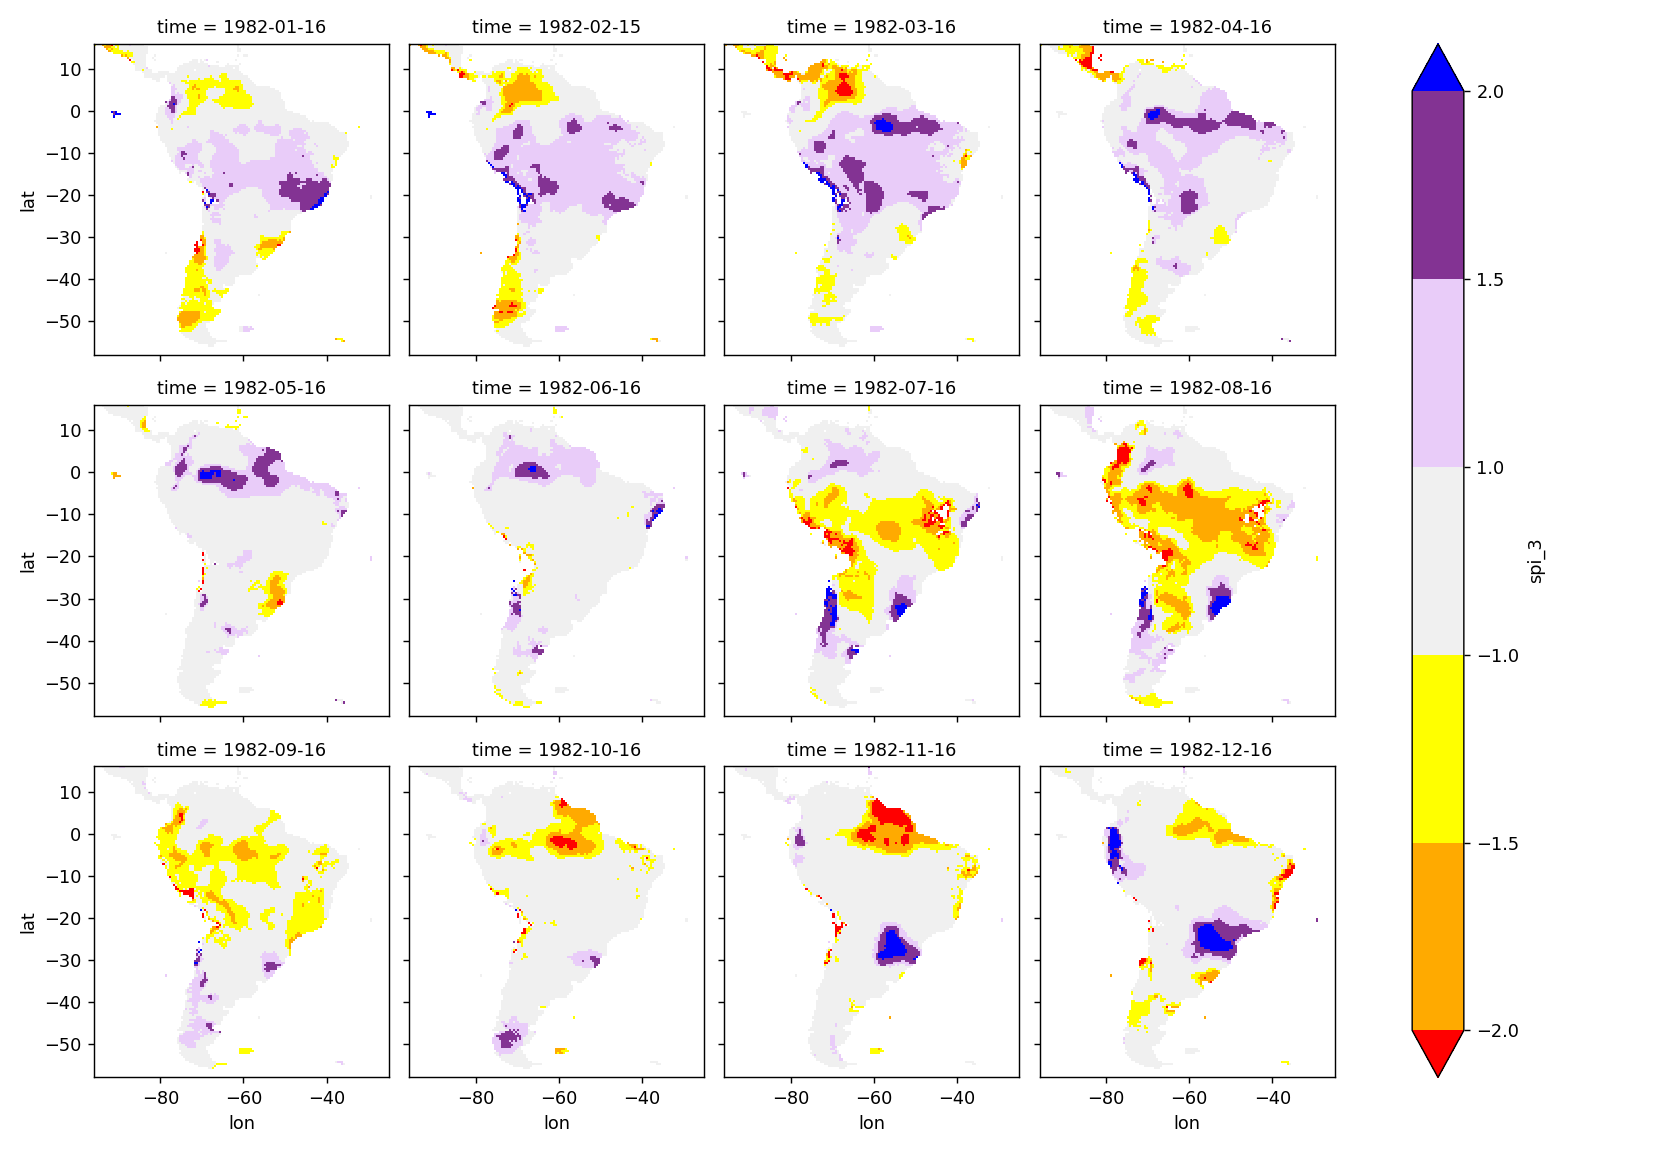 time = 1982-01-16
time = 1982-02-15
time = 1982-03-16
time = 1982-04-16
10
0
−10
−20
−30
−40
−50
lat
2.0
1.5
1.0
−1.0
−1.5
−2.0
spi_3
time = 1982-05-16
time = 1982-06-16
time = 1982-07-16
time = 1982-08-16
10
0
−10
−20
−30
−40
−50
lat
time = 1982-09-16
time = 1982-10-16
time = 1982-11-16
time = 1982-12-16
10
0
−10
−20
−30
−40
−50
lat
−80 −60 −40
lon
−80 −60 −40
lon
−80 −60 −40
lon
−80 −60 −40
lon